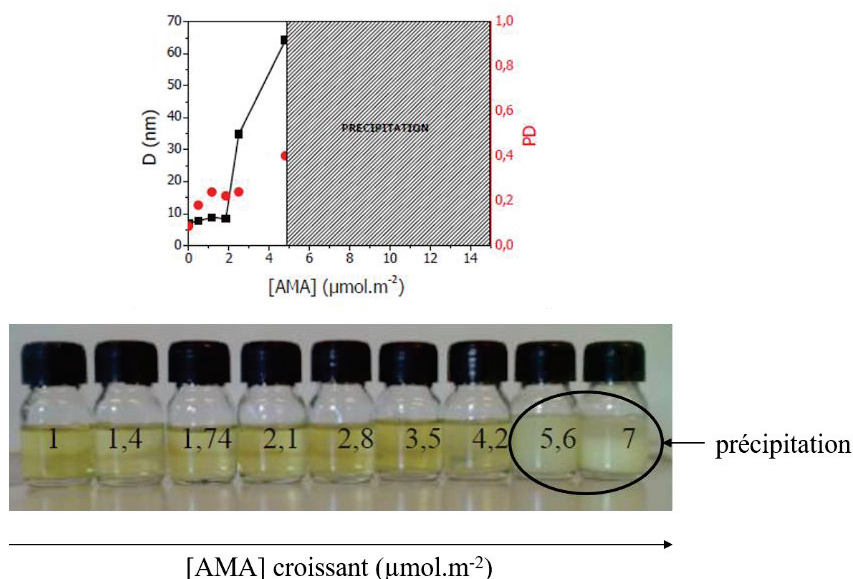 70
60
50
40
30
20
10
0
D (nm)
PRECIPITATION
1,0
0,8
0,6
0,4
0,2
0,0
PD
0 2 4 6 8 10 12 14
[AMA] (µmol.m-2)
1 1,4 1,74 2,1 2,8 3,5 4,2 5,6 7
précipitation
[AMA] croissant (µmol.m-2)